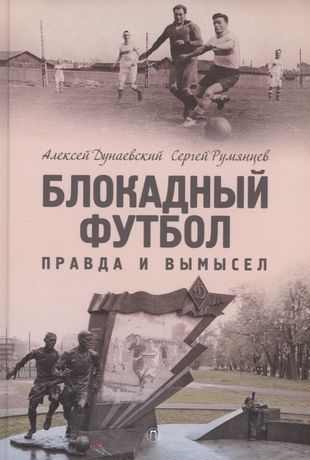 Алексей Дунаевский Сергей Румянцев
БЛОКАДНЫЙ
ФУТБОЛ
ПРАВДА И ВЫМЫСЕЛ